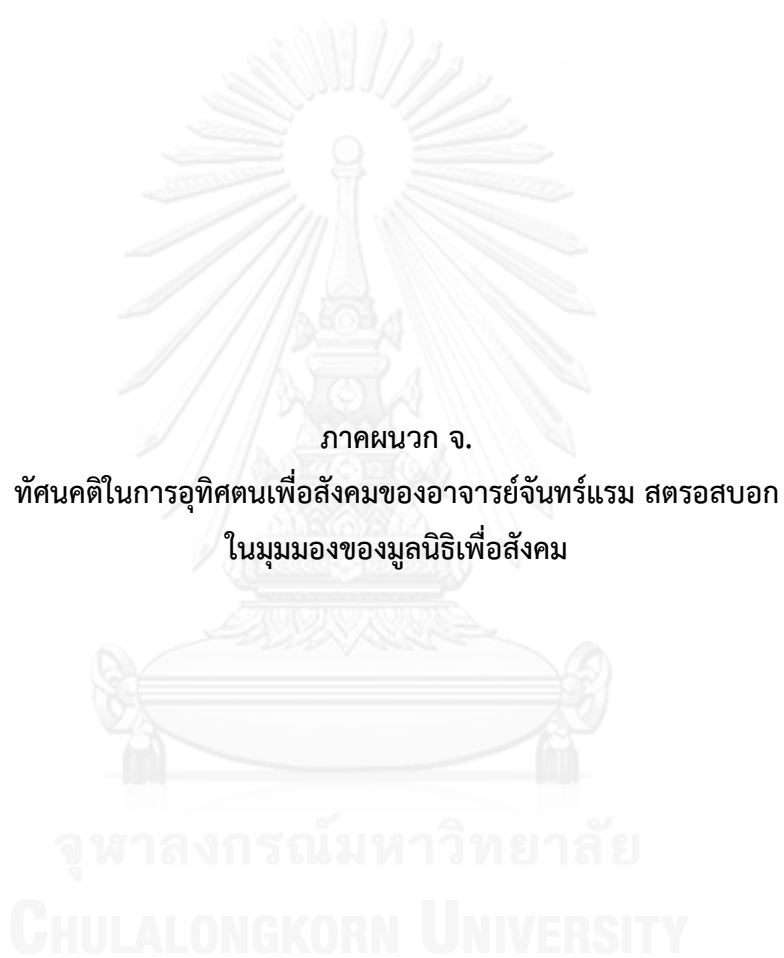 ภาคผนวก จ.
ทัศนคติในการอุทิศตนเพื่อสังคมของอาจารย์จันทร์แรม สตรอสบอก
ในมุมมองของมูลนิธิเพื่อสังคม
จุฬาลงกรณ์มหาวิทยาลัย
CHULALONGKORN UNIVERSITY